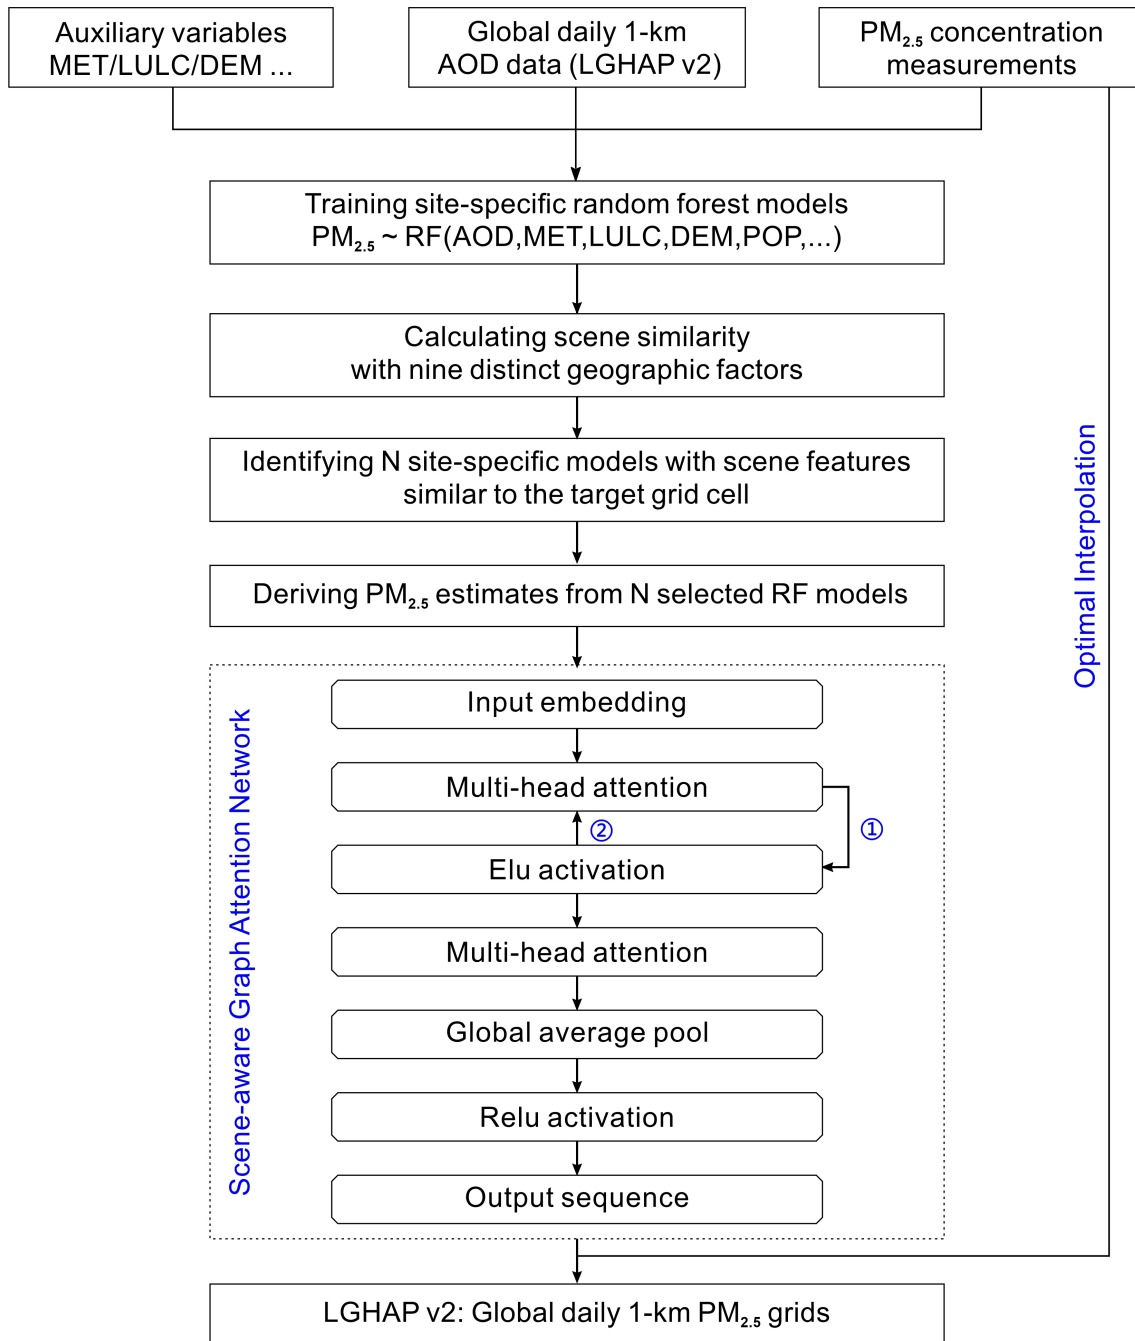 Auxiliary variables
MET/LULC/DEM ...
Global daily 1-km
AOD data (LGHAP v2)
PM2.5 concentration
measurements
Training site-specific random forest models
PM2.5 ~ RF(AOD,MET,LULC,DEM,POP,...)
Calculating scene similarity
with nine distinct geographic factors
Identifying N site-specific models with scene features
similar to the target grid cell
Deriving PM2.5 estimates from N selected RF models
Optimal Interpolation
Scene-aware Graph Attention Network
Input embedding
Multi-head attention
②
①
Elu activation
Multi-head attention
Global average pool
Relu activation
Output sequence
LGHAP v2: Global daily 1-km PM2.5 grids